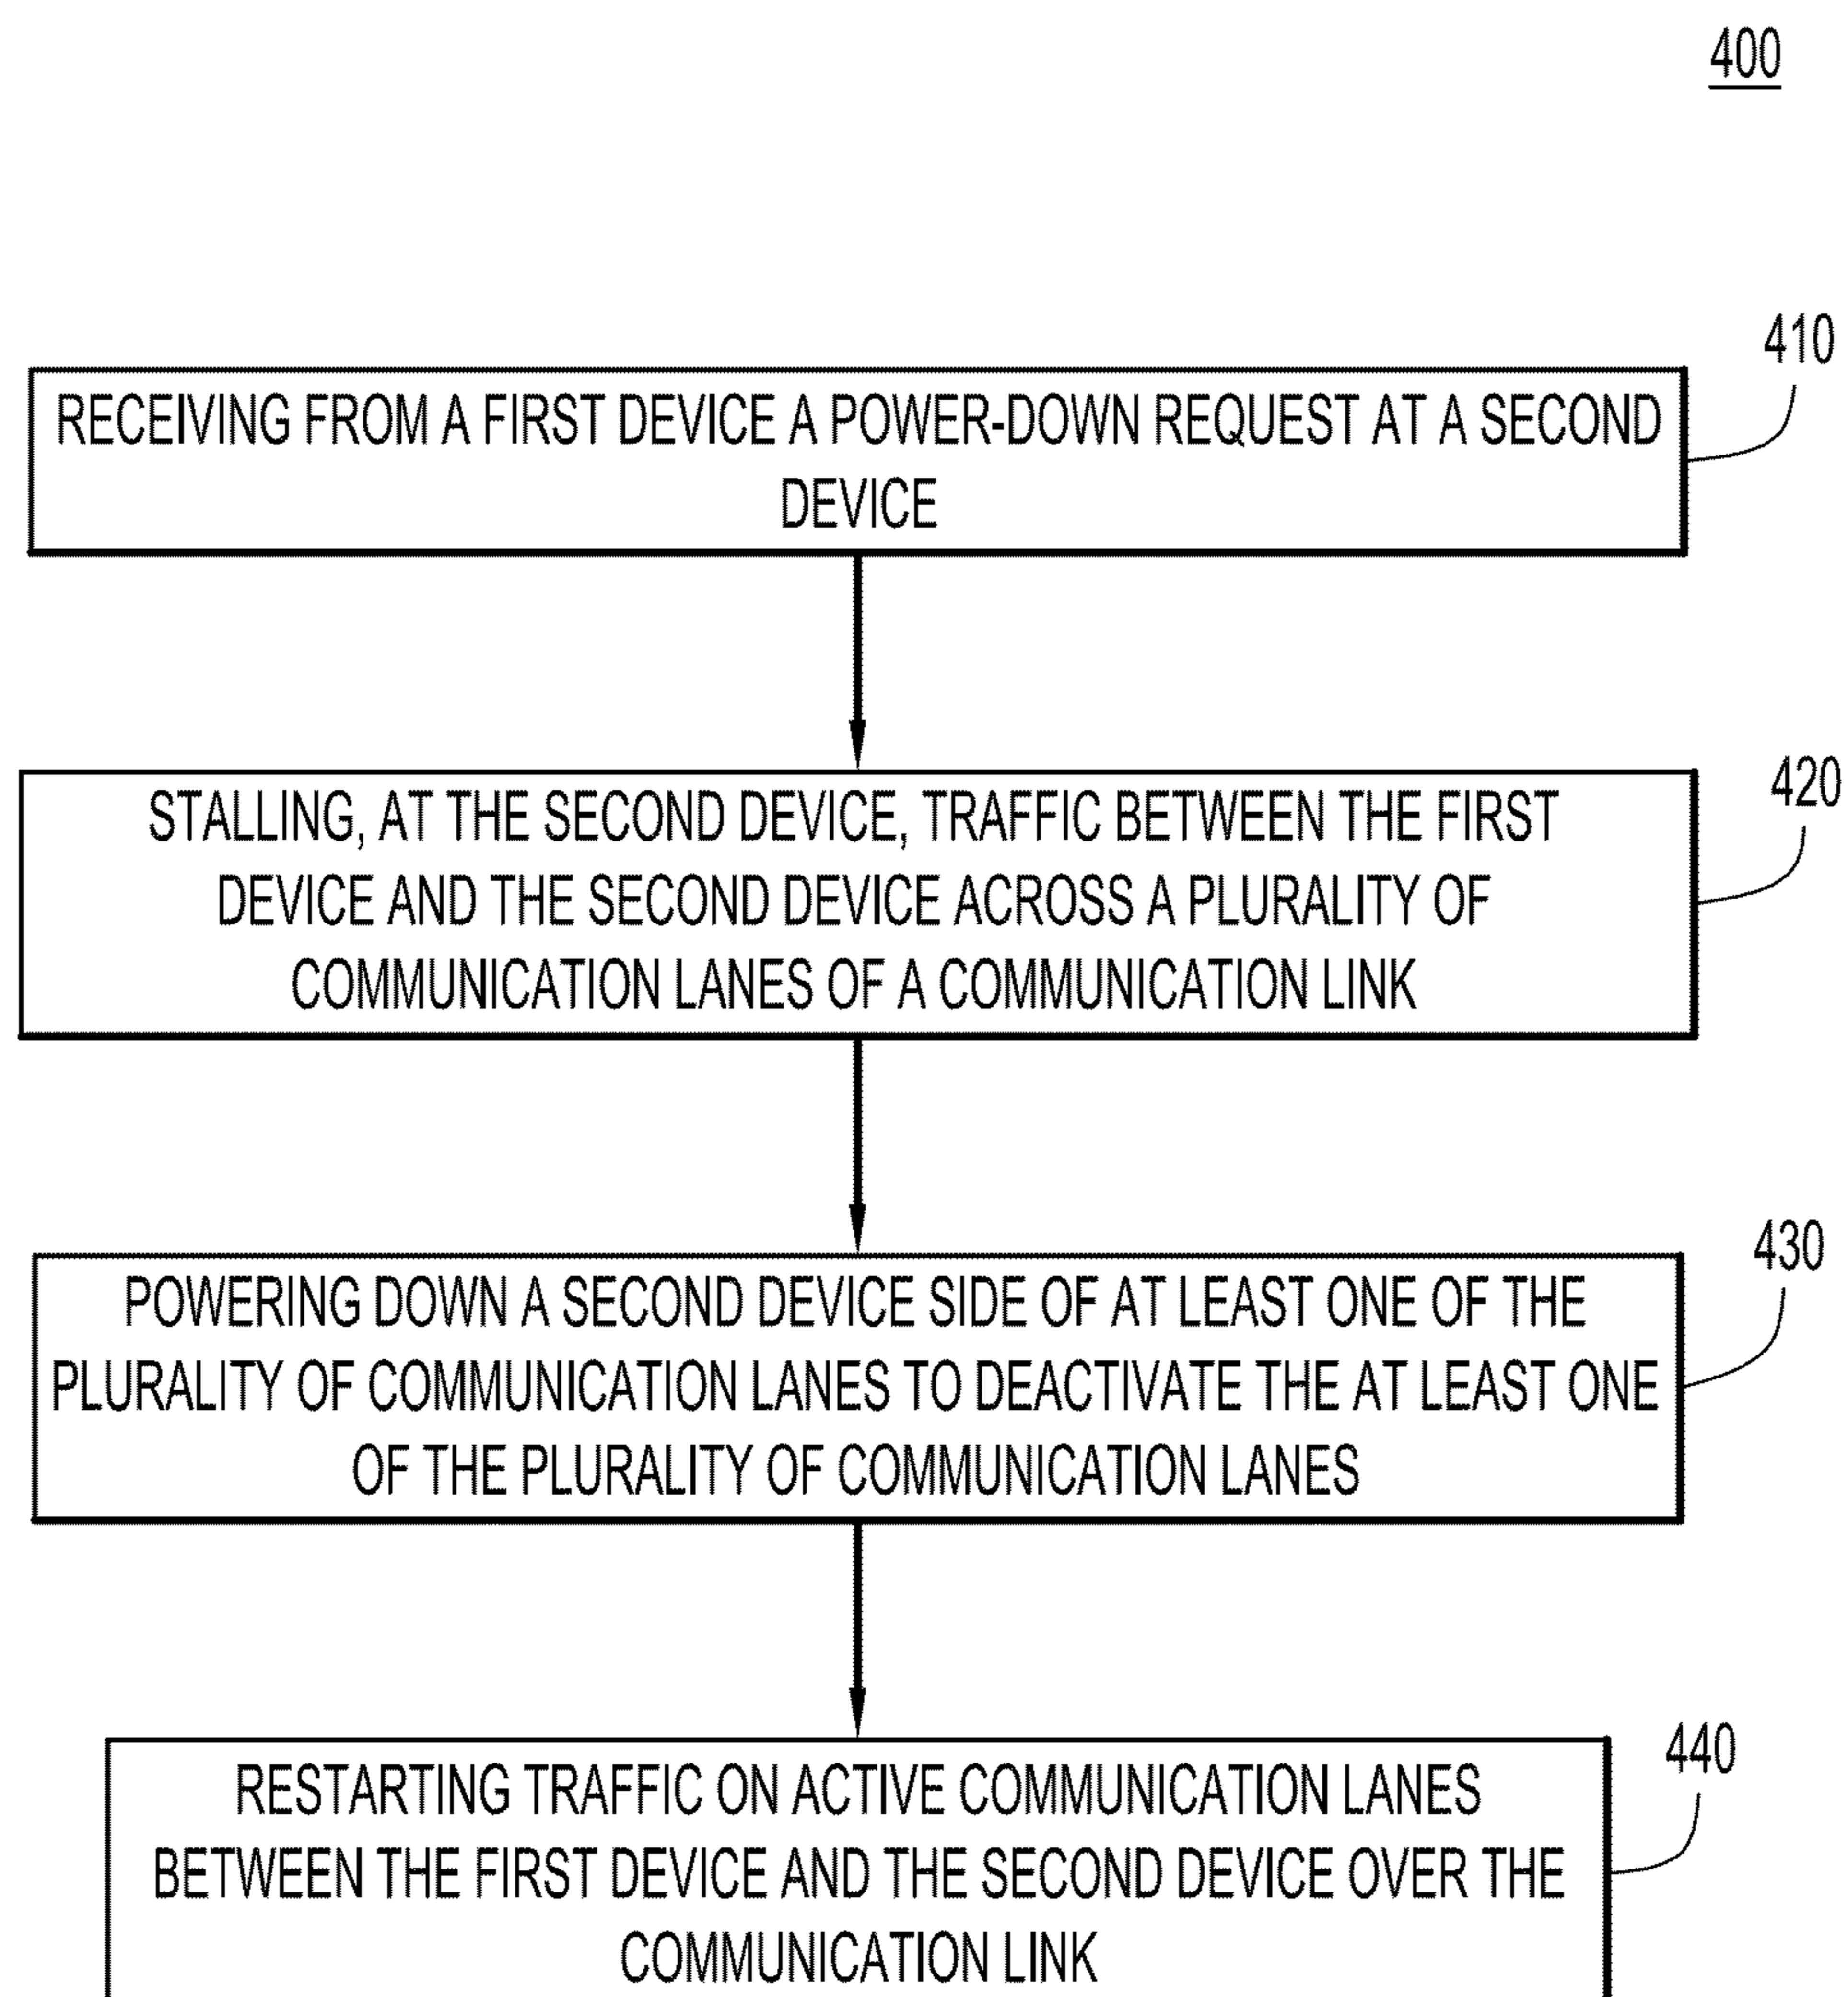 400
410
RECEIVING FROM A FIRST DEVICE A POWER-DOWN REQUEST AT A SECOND
DEVICE
420
STALLING, AT THE SECOND DEVICE, TRAFFIC BETWEEN THE FIRST
DEVICE AND THE SECOND DEVICE ACROSS A PLURALITY OF
COMMUNICATION LANES OF A COMMUNICATION LINK
430
POWERING DOWN A SECOND DEVICE SIDE OF AT LEAST ONE OF THE
PLURALITY OF COMMUNICATION LANES TO DEACTIVATE THE AT LEAST ONE
OF THE PLURALITY OF COMMUNICATION LANES
440
RESTARTING TRAFFIC ON ACTIVE COMMUNICATION LANES
BETWEEN THE FIRST DEVICE AND THE SECOND DEVICE OVER THE
COMMUNICATION LINK